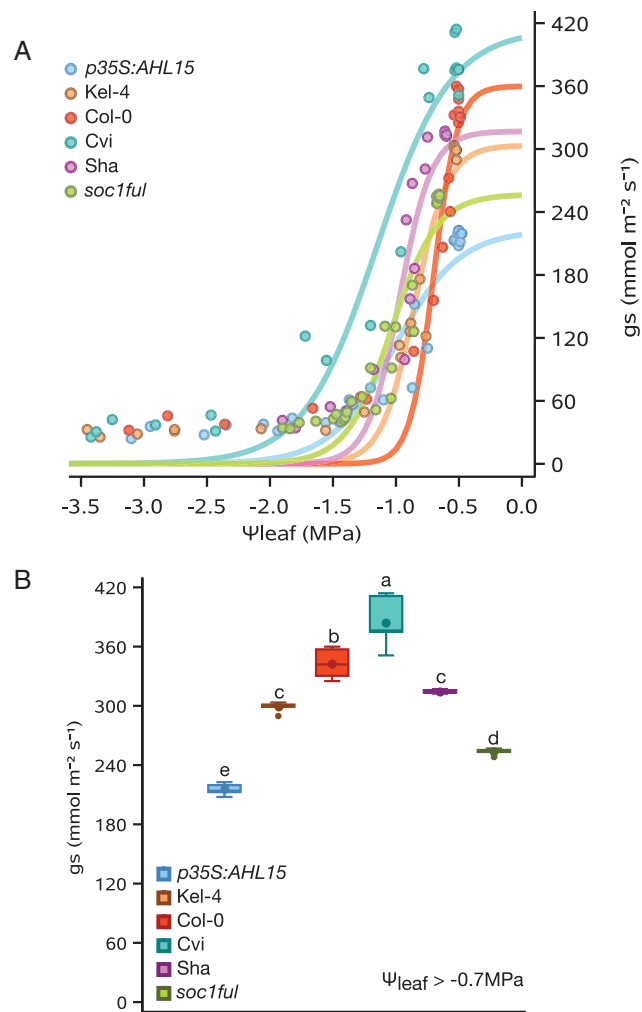 A
p35S:AHL15
Kel-4
Col-0
Cvi
Sha
soc1ful
420
360
300
240
180
120
60
0
gs (mmol m⁻² s⁻¹)
-3.5 -3.0 -2.5 -2.0 -1.5 -1.0 -0.5 0.0
Ψleaf (MPa)
B
gs (mmol m⁻² s⁻¹)
420
360
300
240
180
120
60
0
e
c
b
a
c
d
p35S:AHL15
Kel-4
Col-0
Cvi
Sha
soc1ful
Ψleaf > -0.7MPa